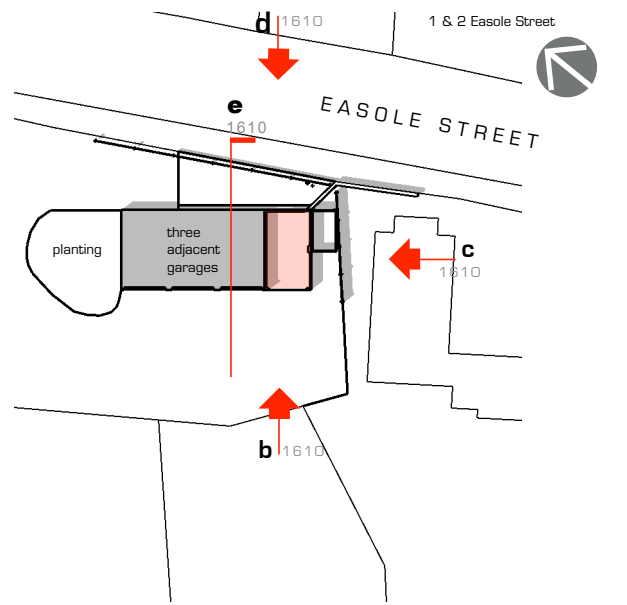 d 1610
1 & 2 Easole Street
e
1610
EASOLE STREET
three
adjacent
garages
planting
c
1610
b 1610